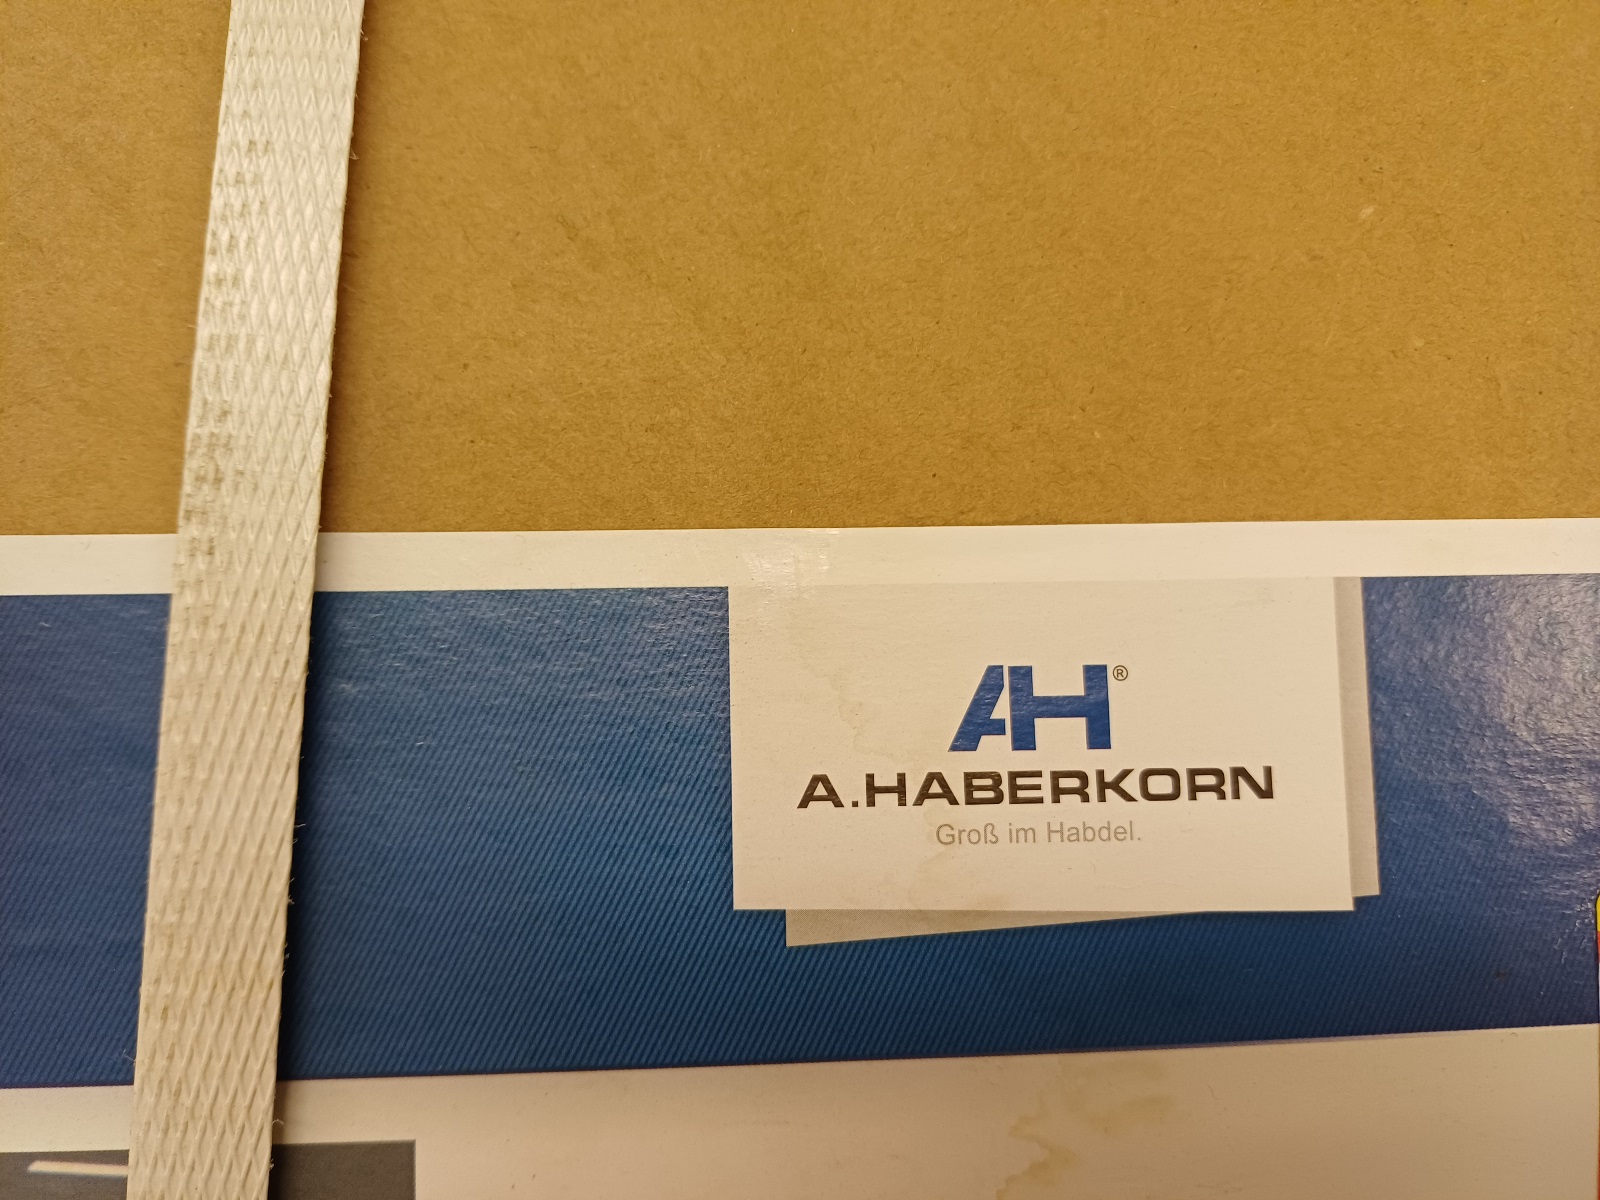 AH®
A.HABERKORN
Groß im Habdel.